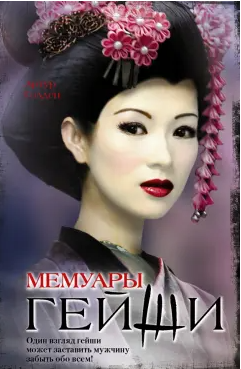 МЕМУАРЫ
ГЕЙШИ
Один взгляд гейши
может заставить мужчину
забыть обо всем!